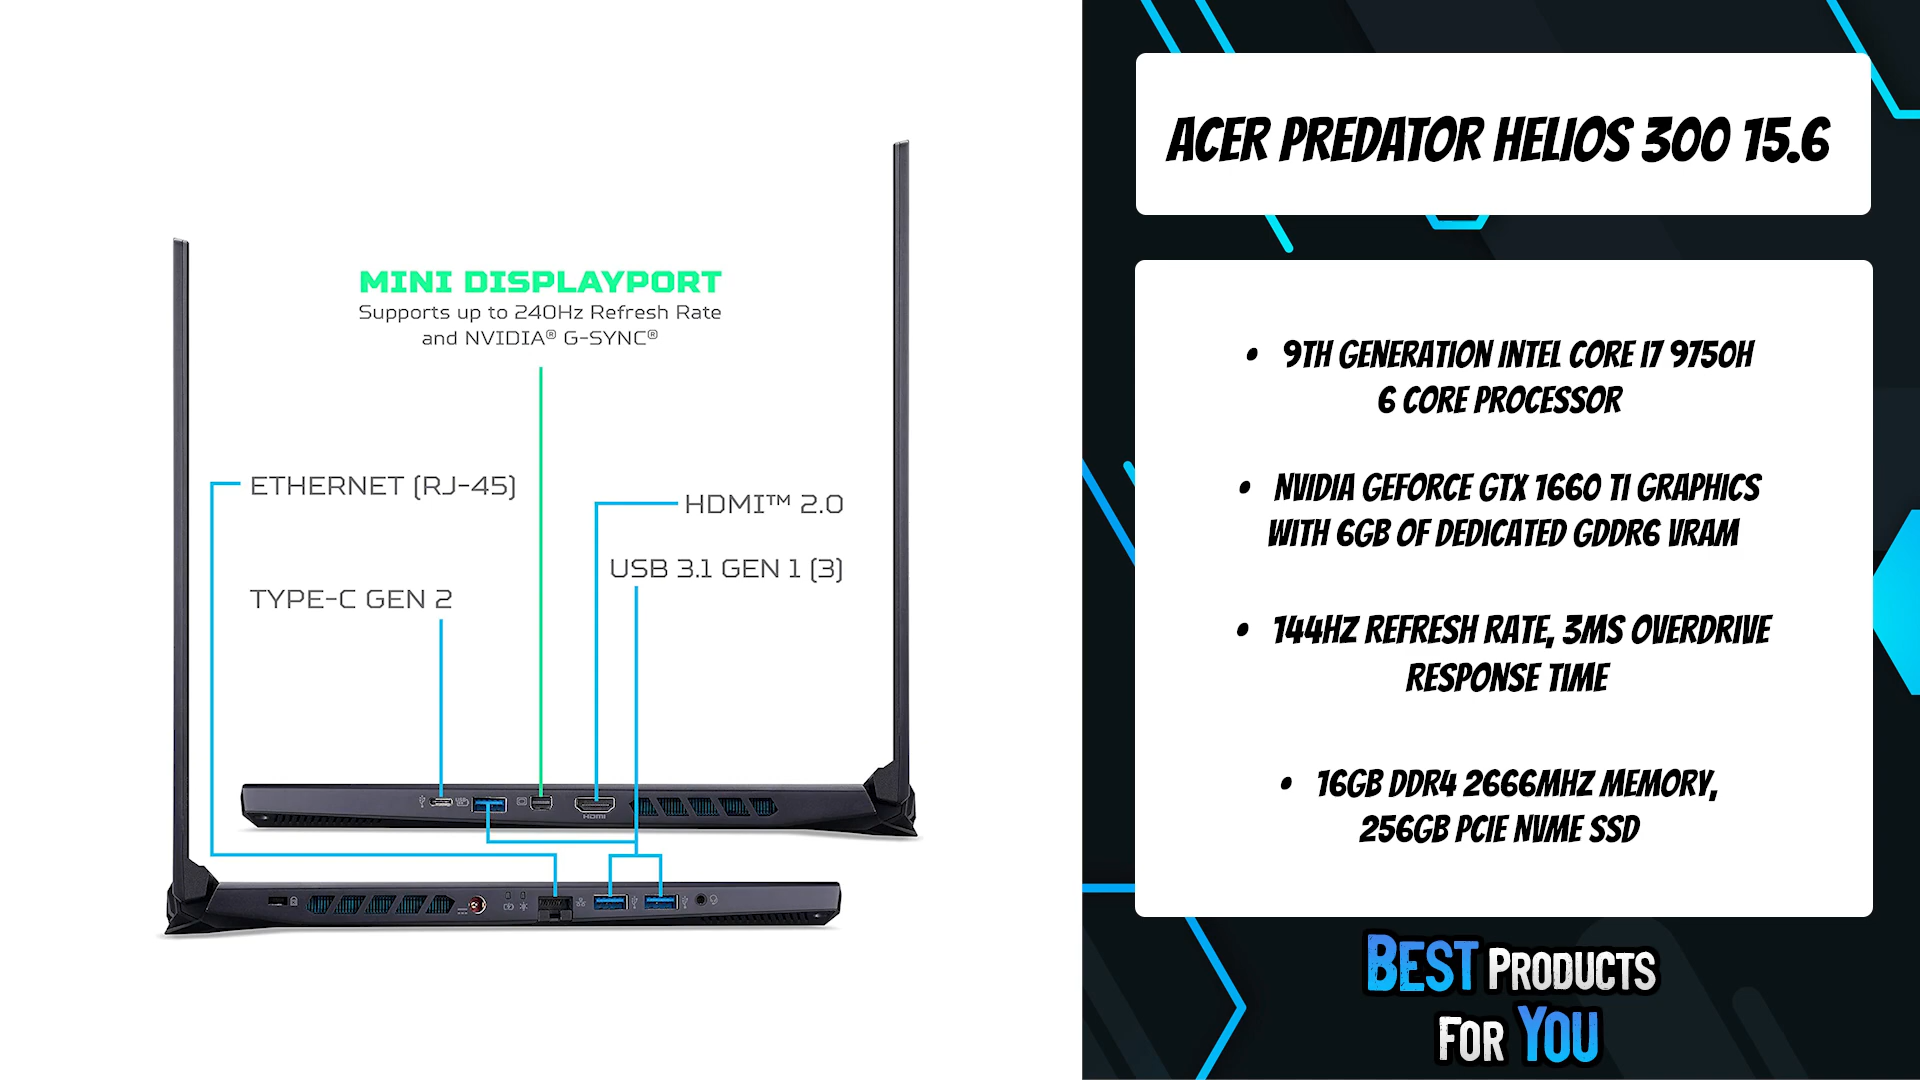 MINI DISPLAYPORT
Supports up to 240Hz Refresh Rate
and NVIDIA® G-SYNC®
ETHERNET (RJ-45)
HDMI™ 2.0
USB 3.1 GEN 1 (3)
TYPE-C GEN 2
HDMI
ACER PREDATOR HELIOS 300 15.6
• 9TH GENERATION INTEL CORE I7 9750H
6 CORE PROCESSOR
• NVIDIA GEFORCE GTX 1660 TI GRAPHICS
WITH 6GB OF DEDICATED GDDR6 VRAM
• 144HZ REFRESH RATE, 3MS OVERDRIVE
RESPONSE TIME
• 16GB DDR4 2666MHZ MEMORY,
256GB PCIE NVME SSD
BEST PRODUCTS
FOR YOU